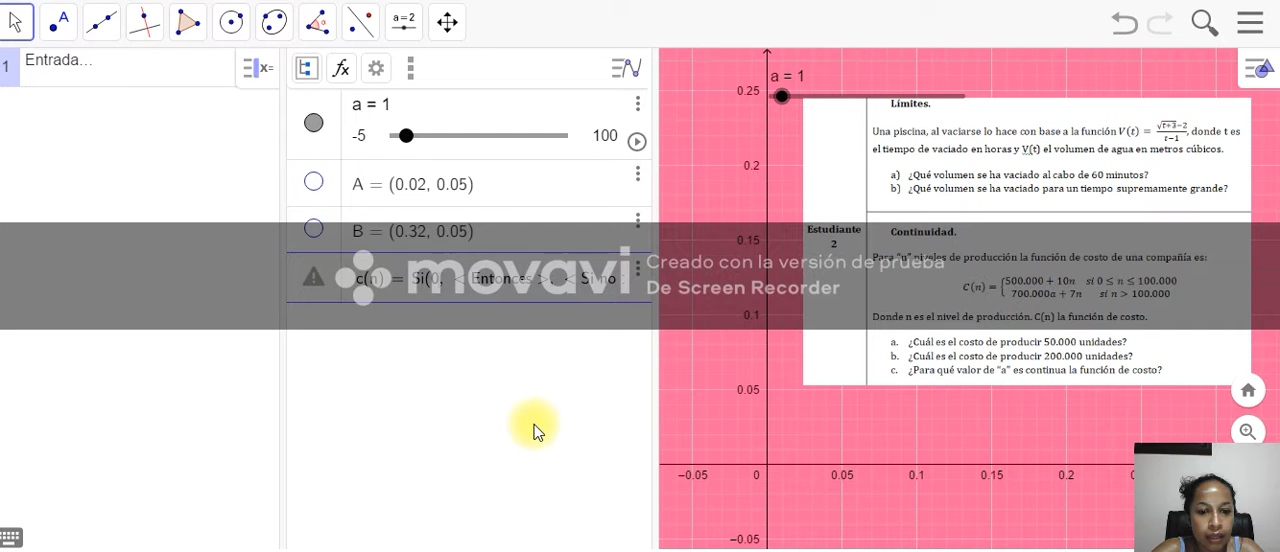 A
a=2
1
Entrada...
x=
fx
a = 1
-5
100
A = (0.02, 0.05)
B = (0.32, 0.05)
c(n) = Si(0, < Entonces >, < Si no :
movavi
Creado con la versión de prueba
De Screen Recorder
a = 1
0.25
0.2
0.15
0.1
0.05
0
-0.05
-0.05
0.05
0.1
0.15
0.2
Límites.
Una piscina, al vaciarse lo hace con base a la función V(t) = (√(t+3)−2)/(t−1), donde t es
el tiempo de vaciado en horas y V(t) el volumen de agua en metros cúbicos.
a) ¿Qué volumen se ha vaciado al cabo de 60 minutos?
b) ¿Qué volumen se ha vaciado para un tiempo supremamente grande?
Estudiante
2
Continuidad.
Para "n" niveles de producción la función de costo de una compañía es:
C(n) = {500.000 + 10n si 0 ≤ n ≤ 100.000
700.000a + 7n si n > 100.000
Donde n es el nivel de producción. C(n) la función de costo.
a. ¿Cuál es el costo de producir 50.000 unidades?
b. ¿Cuál es el costo de producir 200.000 unidades?
c. ¿Para qué valor de "a" es continua la función de costo?